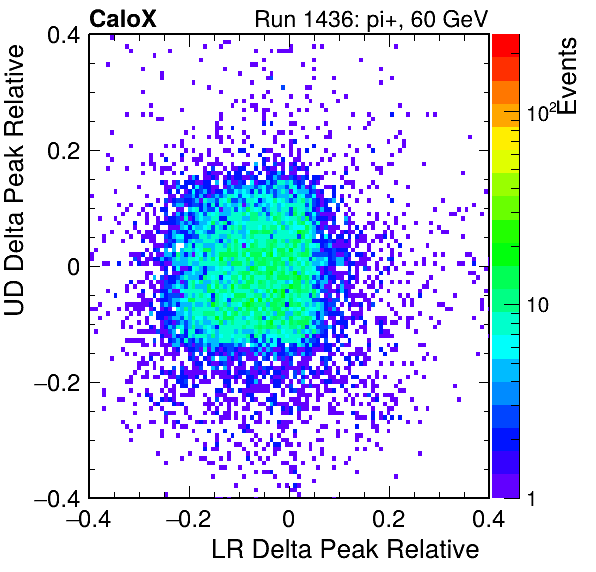 CaloX Run 1436: pi+, 60 GeV
UD Delta Peak Relative
0.4
0.2
0
−0.2
−0.4
−0.4 −0.2 0 0.2 0.4
LR Delta Peak Relative
Events
10²
10
1